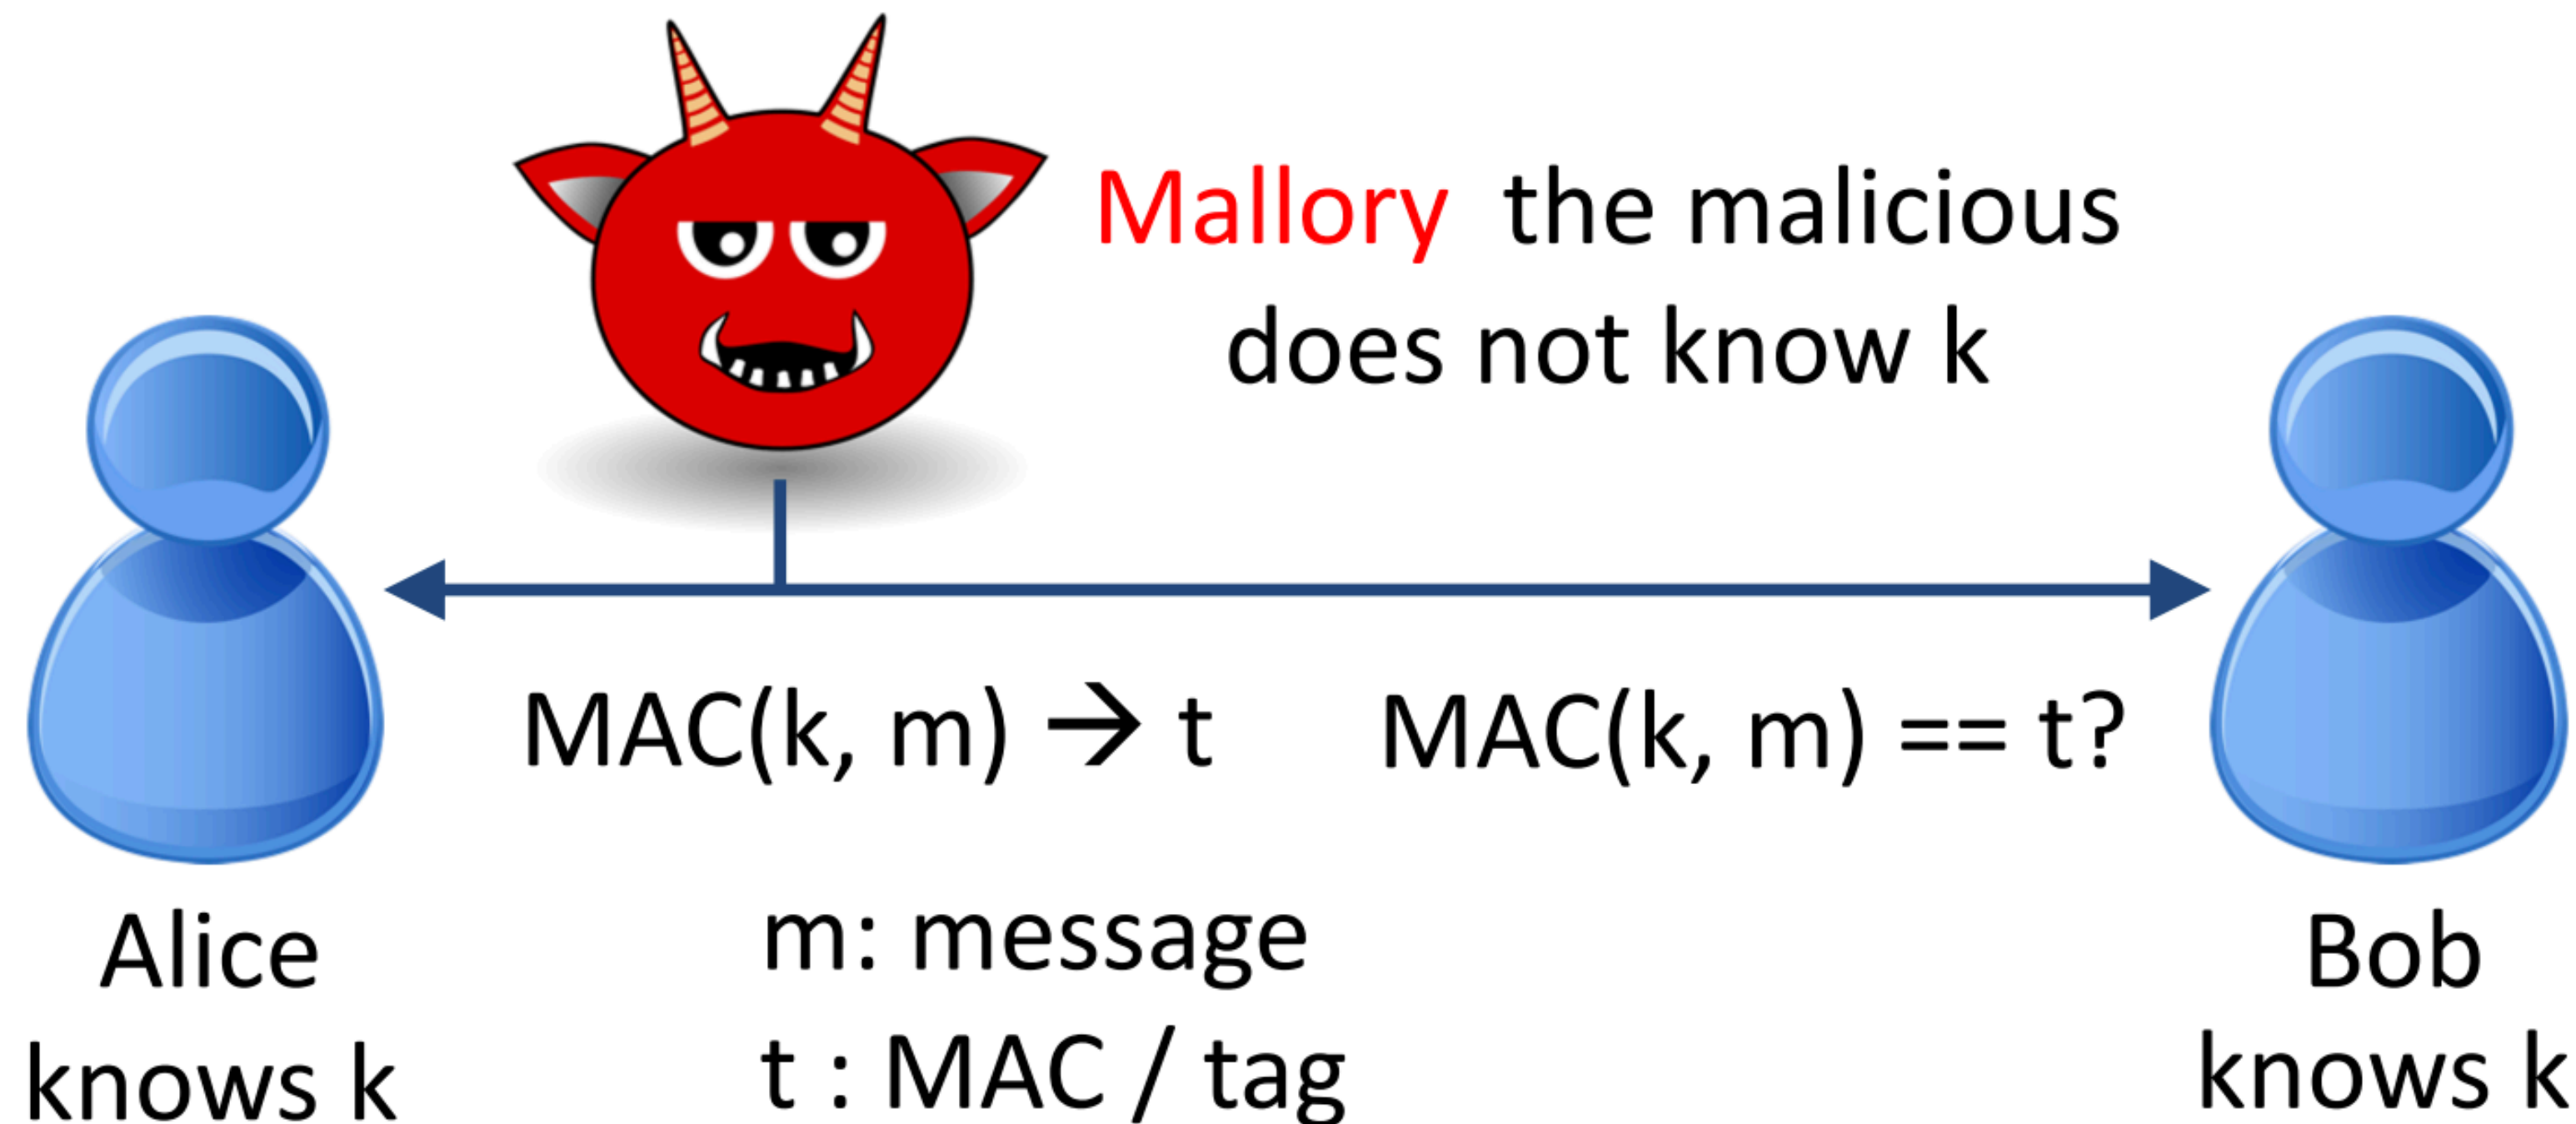 Mallory the malicious
does not know k
MAC(k, m) → t
MAC(k, m) == t?
Alice
knows k
m: message
t : MAC / tag
Bob
knows k